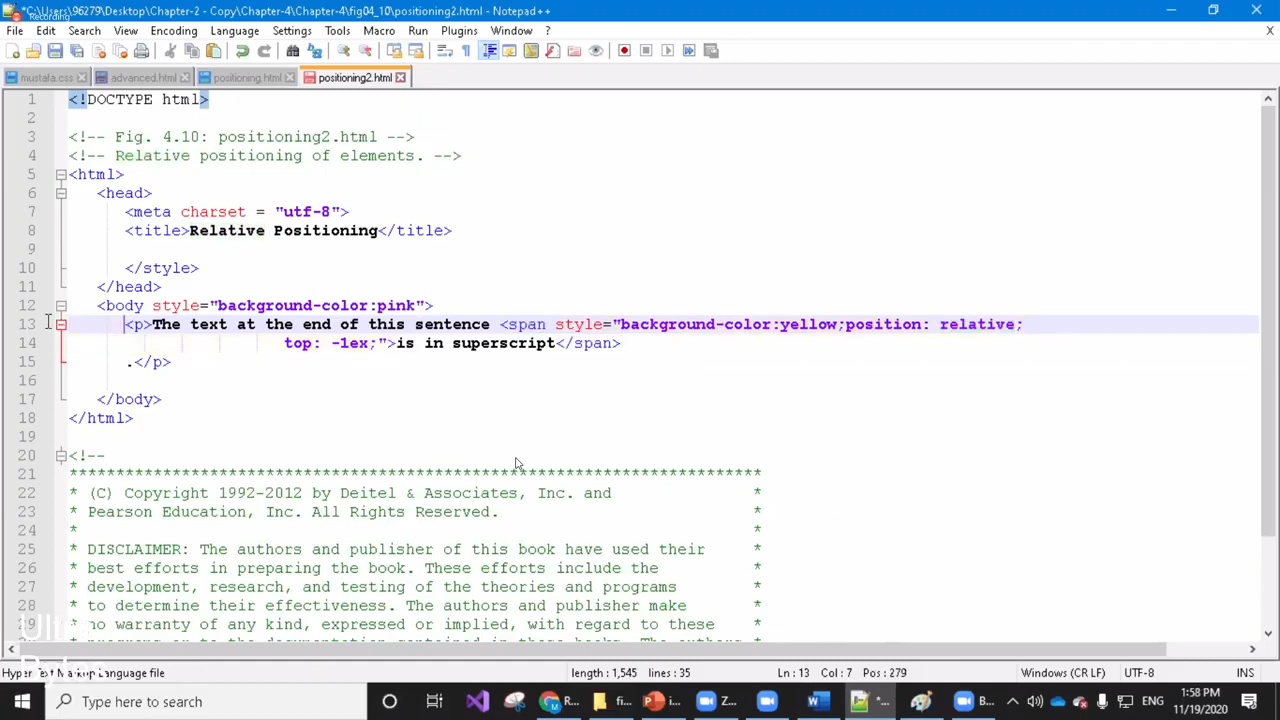 *C:\Users\96279\Desktop\Chapter-2 - Copy\Chapter-4\Chapter-4\fig04_10\positioning2.html - Notepad++
Recording
File Edit Search View Encoding Language Settings Tools Macro Run Plugins Window ? X
mustafa.css advanced.html positioning.html positioning2.html
1 <!DOCTYPE html>
2
3 <!-- Fig. 4.10: positioning2.html -->
4 <!-- Relative positioning of elements. -->
5 <html>
6 <head>
7 <meta charset = "utf-8">
8 <title>Relative Positioning</title>
9
10 </style>
11 </head>
12 <body style="background-color:pink">
13 <p>The text at the end of this sentence <span style="background-color:yellow;position: relative;
14 top: -1ex;">is in superscript</span>
15 .</p>
16
17 </body>
18 </html>
19
20 <!--
21 **************************************************************************
22 * (C) Copyright 1992-2012 by Deitel & Associates, Inc. and *
23 * Pearson Education, Inc. All Rights Reserved. *
24 * *
25 * DISCLAIMER: The authors and publisher of this book have used their *
26 * best efforts in preparing the book. These efforts include the *
27 * development, research, and testing of the theories and programs *
28 * to determine their effectiveness. The authors and publisher make *
29 * no warranty of any kind, expressed or implied, with regard to these *
Hyper Text Markup Language file length : 1,545 lines : 35 Ln : 13 Col : 7 Pos : 279 Windows (CR LF) UTF-8 INS
Type here to search R... fi... i... Z... *... B... ENG 1:58 PM
11/19/2020